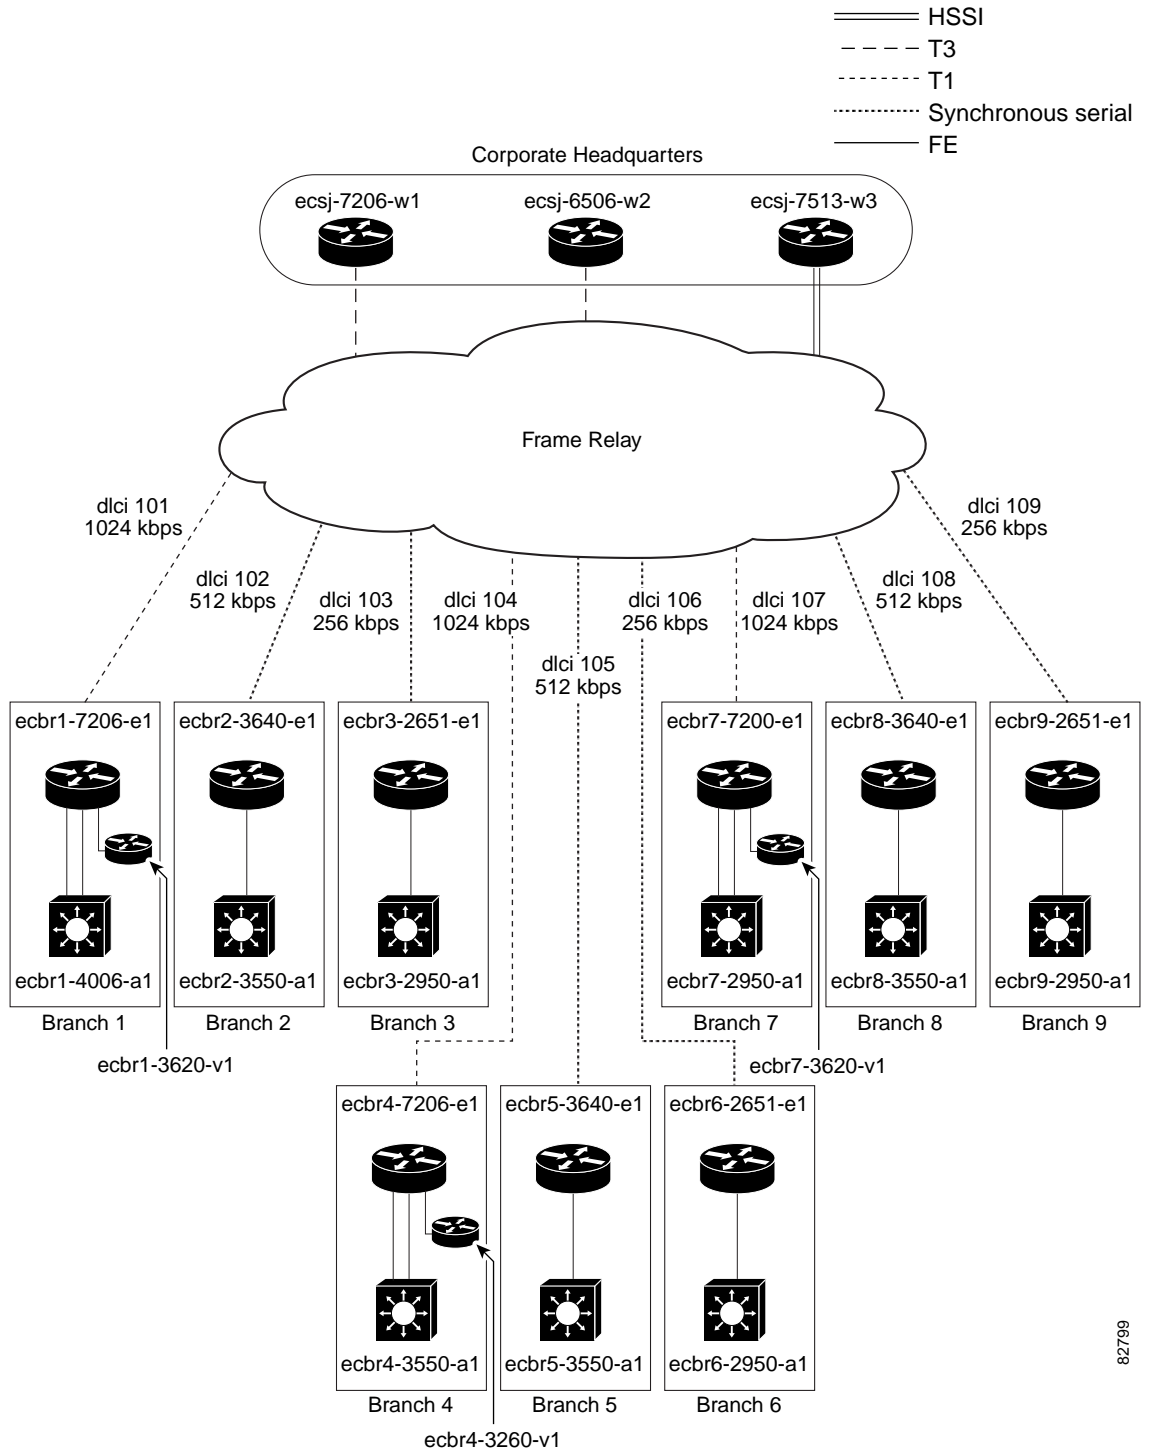 HSSI
T3
T1
Synchronous serial
FE
Corporate Headquarters
ecsj-7206-w1
ecsj-6506-w2
ecsj-7513-w3
Frame Relay
dlci 101
1024 kbps
dlci 102
512 kbps
dlci 103
256 kbps
dlci 104
1024 kbps
dlci 105
512 kbps
dlci 106
256 kbps
dlci 107
1024 kbps
dlci 108
512 kbps
dlci 109
256 kbps
ecbr1-7206-e1
ecbr2-3640-e1
ecbr3-2651-e1
ecbr7-7200-e1
ecbr8-3640-e1
ecbr9-2651-e1
ecbr1-4006-a1
ecbr2-3550-a1
ecbr3-2950-a1
ecbr7-2950-a1
ecbr8-3550-a1
ecbr9-2950-a1
Branch 1
Branch 2
Branch 3
Branch 7
Branch 8
Branch 9
ecbr1-3620-v1
ecbr7-3620-v1
ecbr4-7206-e1
ecbr5-3640-e1
ecbr6-2651-e1
ecbr4-3550-a1
ecbr5-3550-a1
ecbr6-2950-a1
Branch 4
Branch 5
Branch 6
ecbr4-3260-v1
82799